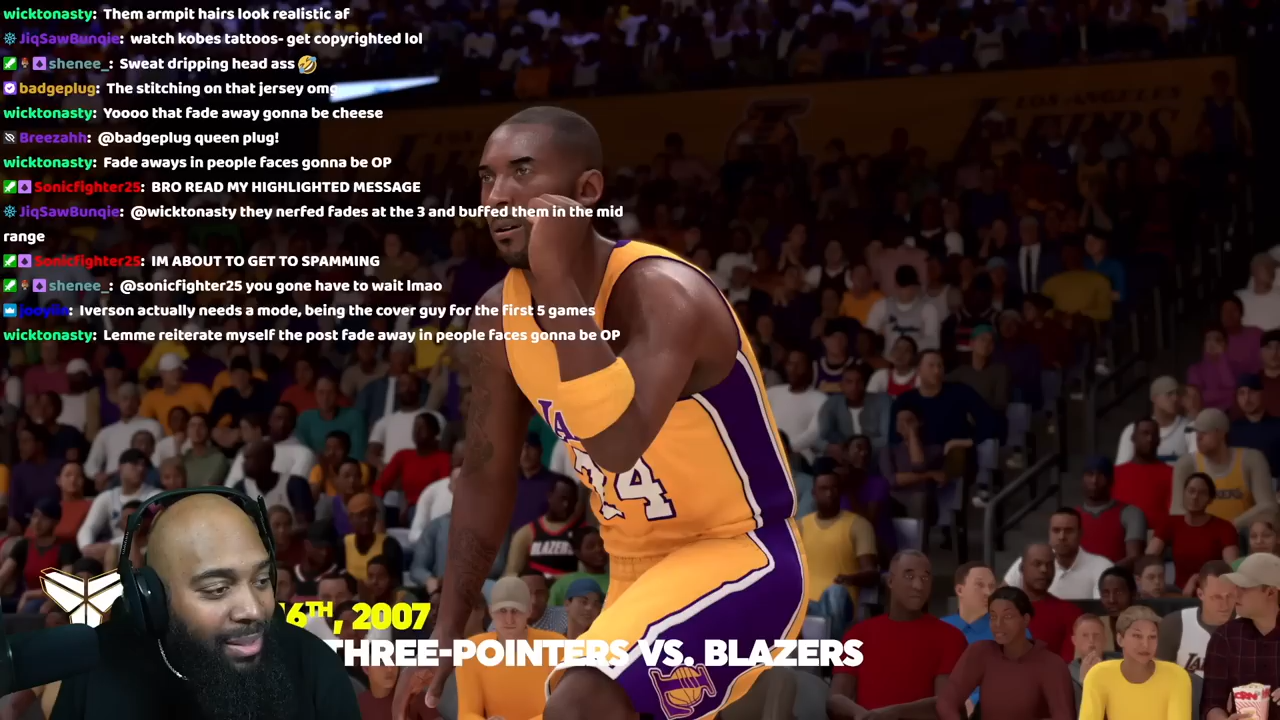 wicktonasty: Them armpit hairs look realistic af
JiqSawBunqie: watch kobes tattoos- get copyrighted lol
shenee_: Sweat dripping head ass 🤣
badgeplug: The stitching on that jersey omg
wicktonasty: Yoooo that fade away gonna be cheese
Breezahh: @badgeplug queen plug!
wicktonasty: Fade aways in people faces gonna be OP
Sonicfighter25: BRO READ MY HIGHLIGHTED MESSAGE
JiqSawBunqie: @wicktonasty they nerfed fades at the 3 and buffed them in the mid
range
Sonicfighter25: IM ABOUT TO GET TO SPAMMING
shenee_: @sonicfighter25 you gone have to wait lmao
Iverson actually needs a mode, being the cover guy for the first 5 games
wicktonasty: Lemme reiterate myself the post fade away in people faces gonna be OP
LOS ANGELES
LAKERS
24
BLAZERS
6TH, 2007
THREE-POINTERS VS. BLAZERS